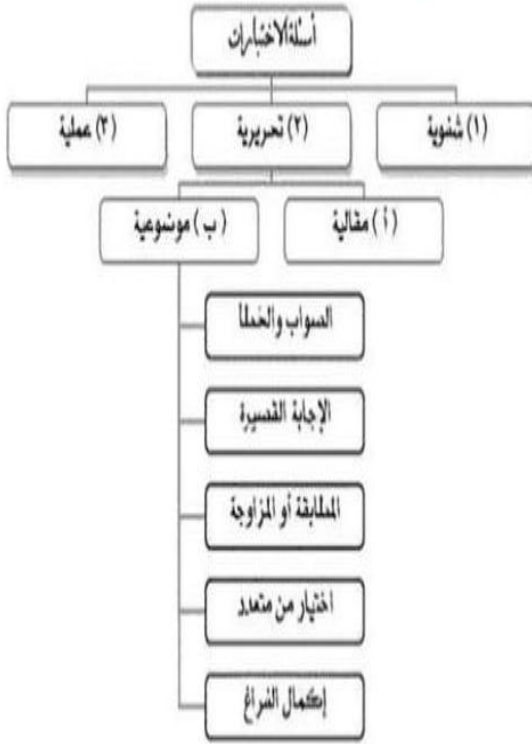 أسئلة الاختبارات
(١) شفوية
(٢) تحريرية
(٣) عملية
(أ) مقالية
(ب) موضوعية
الصواب والخطأ
الإجابة القصيرة
المطابقة أو المزاوجة
اختيار من متعدد
إكمال الفراغ